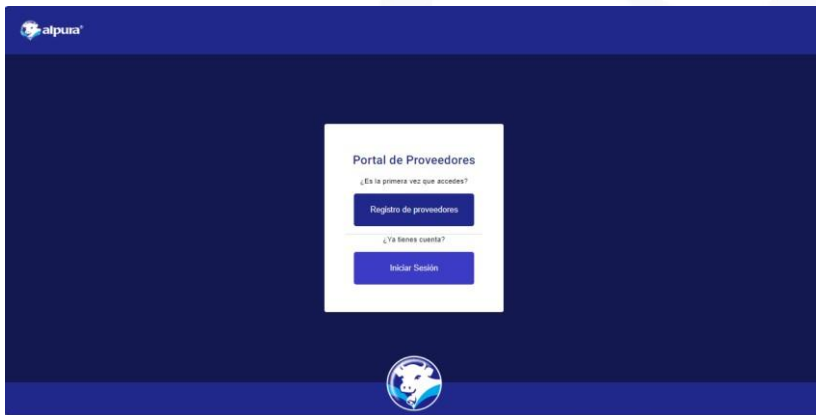 alpura®
Portal de Proveedores
¿Es la primera vez que accedes?
Registro de proveedores
¿Ya tienes cuenta?
Iniciar Sesión